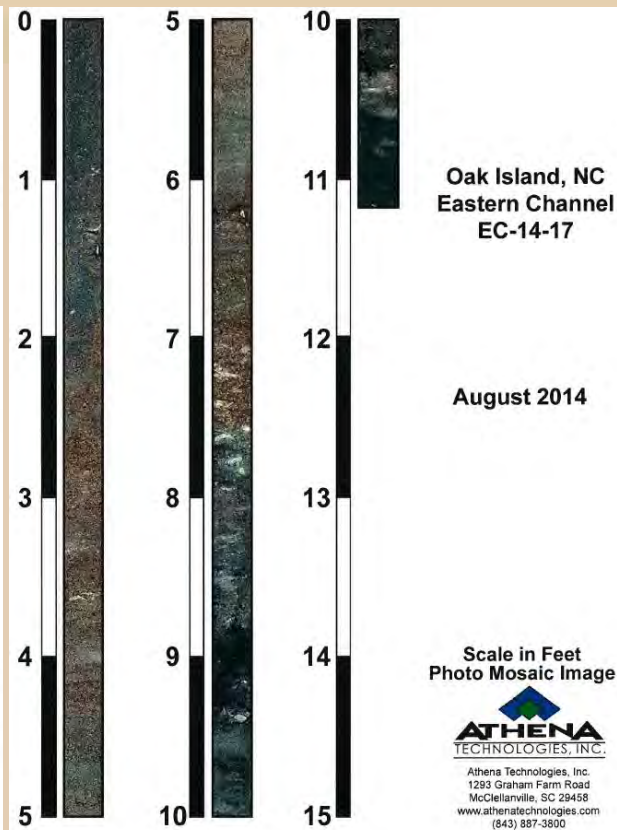 0
1
2
3
4
5
5
6
7
8
9
10
10
11
12
13
14
15
Oak Island, NC
Eastern Channel
EC-14-17
August 2014
Scale in Feet
Photo Mosaic Image
ATHENA
TECHNOLOGIES, INC.
Athena Technologies, Inc.
1293 Graham Farm Road
McClellanville, SC 29458
www.athenatechnologies.com
(843) 887-3800